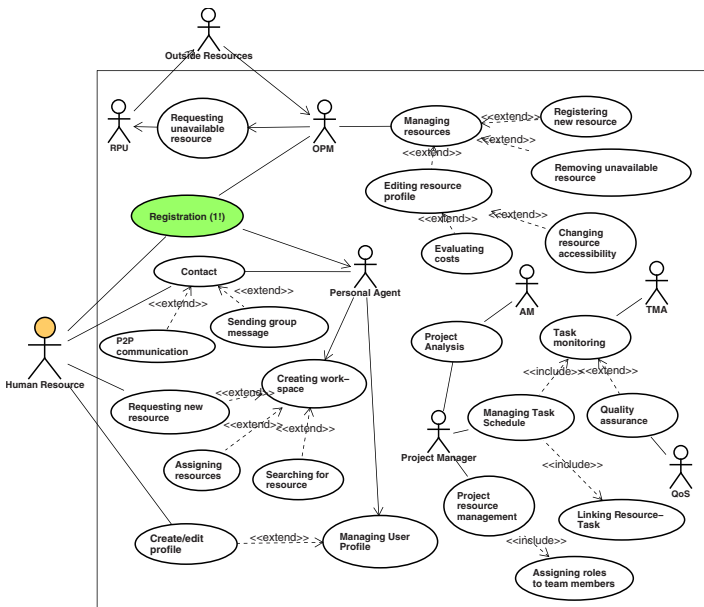 Outside Resources
RPU
Requesting
unavailable
resource
OPM
Managing
resources
<<extend>>
Registering
new resource
<<extend>>
Removing unavailable
resource
<<extend>>
Editing resource
profile
<<extend>>
Evaluating
costs
<<extend>>
Changing
resource
accessibility
Registration (1!)
Contact
Personal Agent
<<extend>>
<<extend>>
P2P
communication
Sending group
message
Human Resource
AM
TMA
Project
Analysis
Task
monitoring
<<include>>
<<extend>>
Creating work–
space
Requesting new
resource
<<extend>>
<<extend>>
<<extend>>
Assigning
resources
Searching for
resource
Project Manager
Managing Task
Schedule
Quality
assurance
QoS
<<include>>
Project
resource
management
Linking Resource–
Task
<<include>>
Assigning roles
to team members
Create/edit
profile
<<extend>>
Managing User
Profile